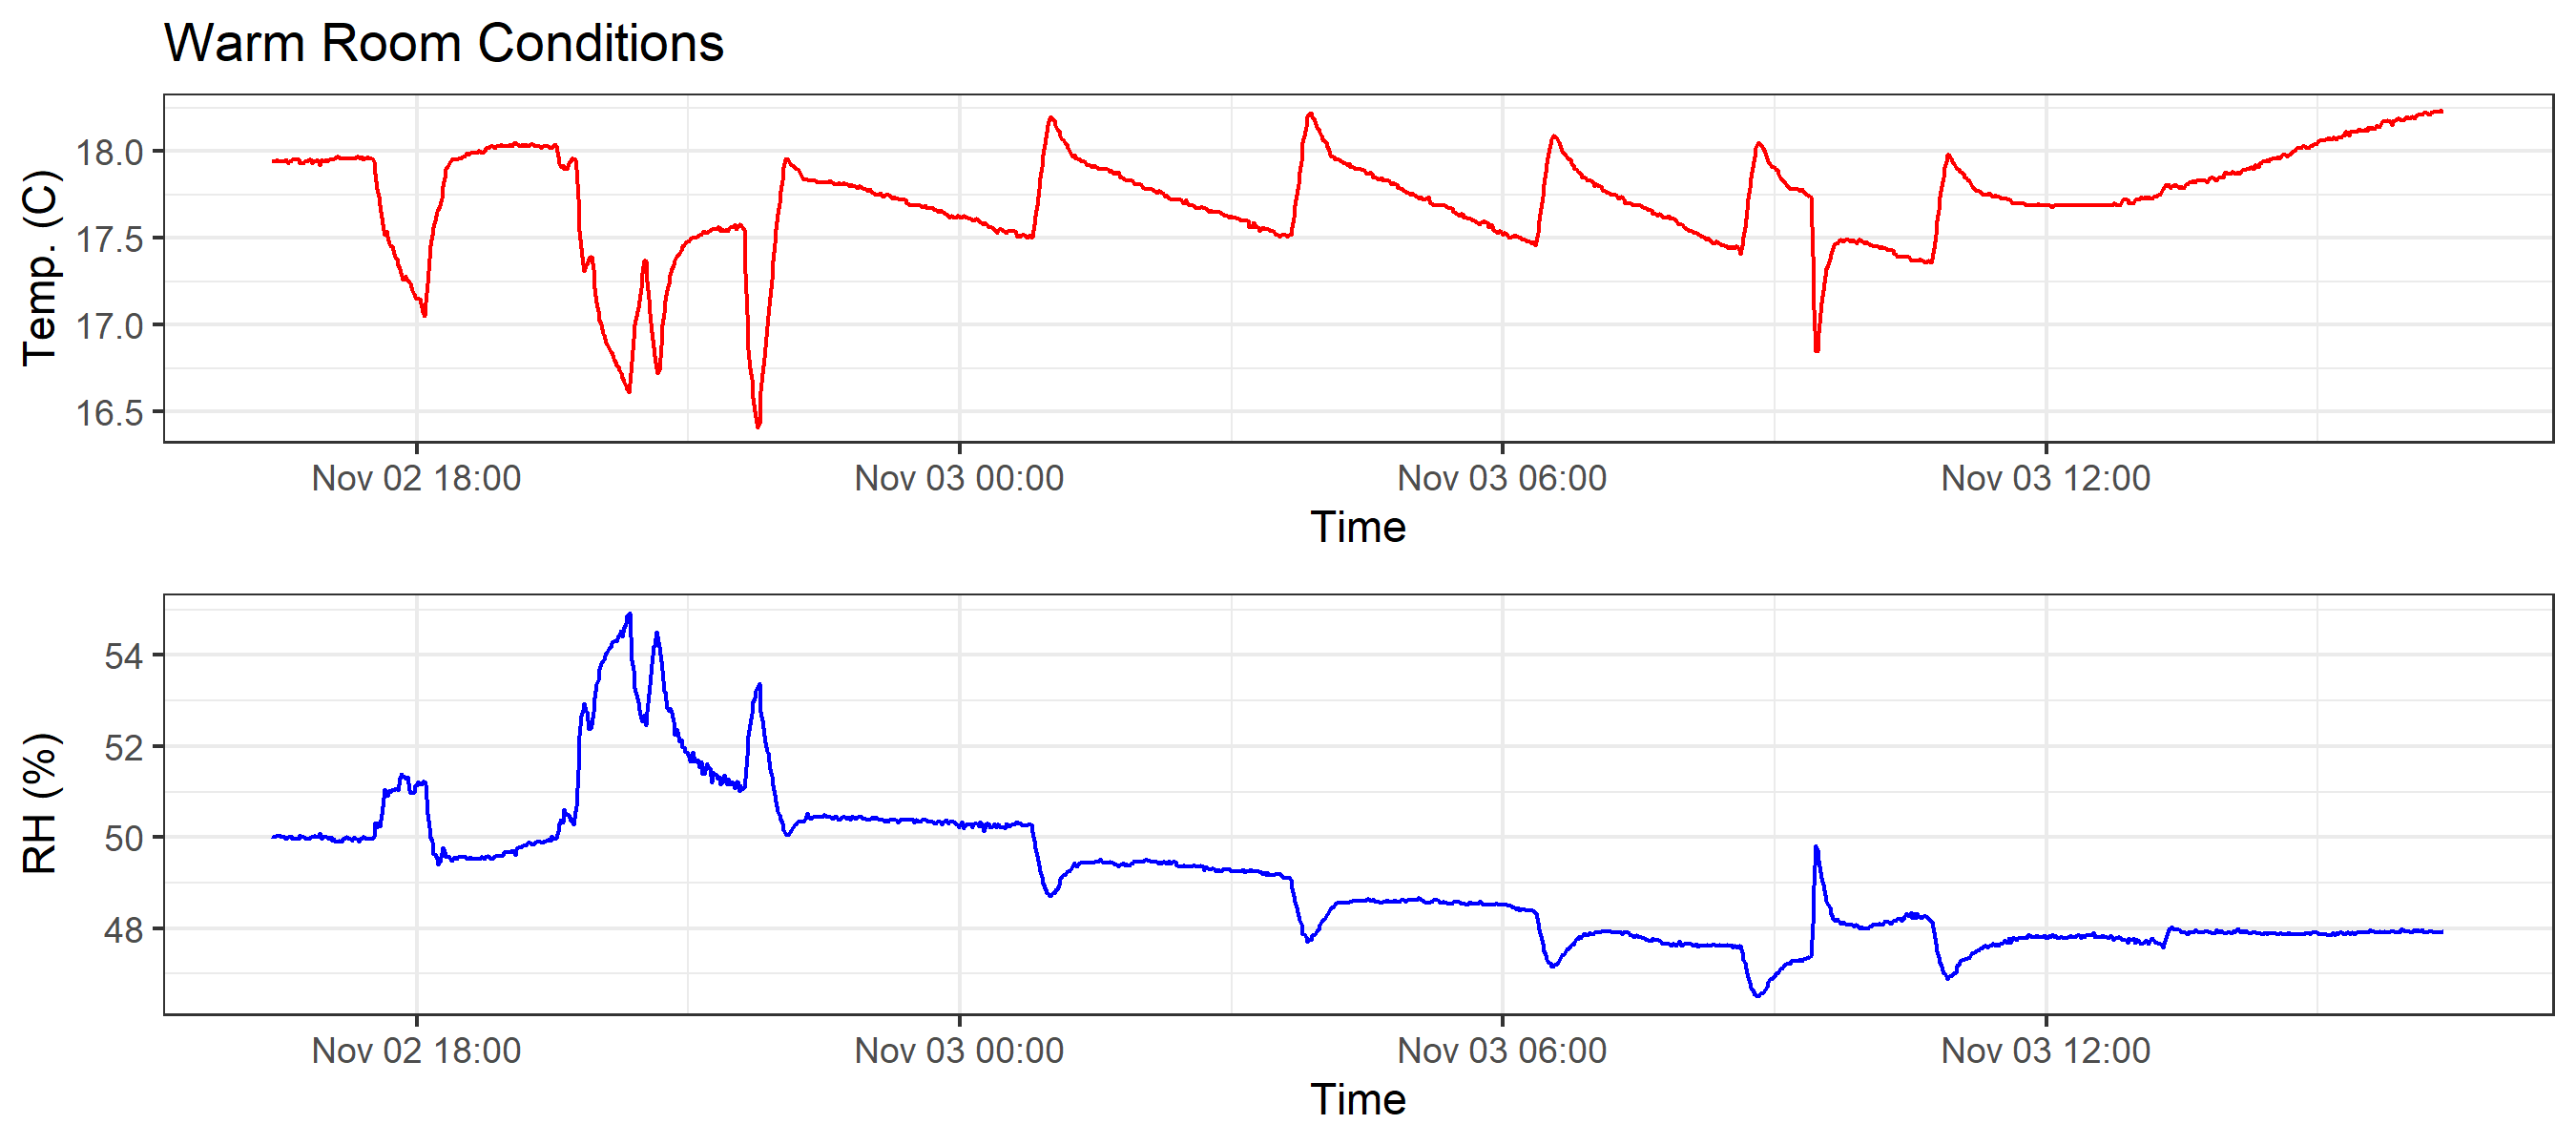 Warm Room Conditions
Temp. (C)
18.0
17.5
17.0
16.5
Nov 02 18:00 Nov 03 00:00 Nov 03 06:00 Nov 03 12:00
Time
RH (%)
54
52
50
48
Nov 02 18:00 Nov 03 00:00 Nov 03 06:00 Nov 03 12:00
Time